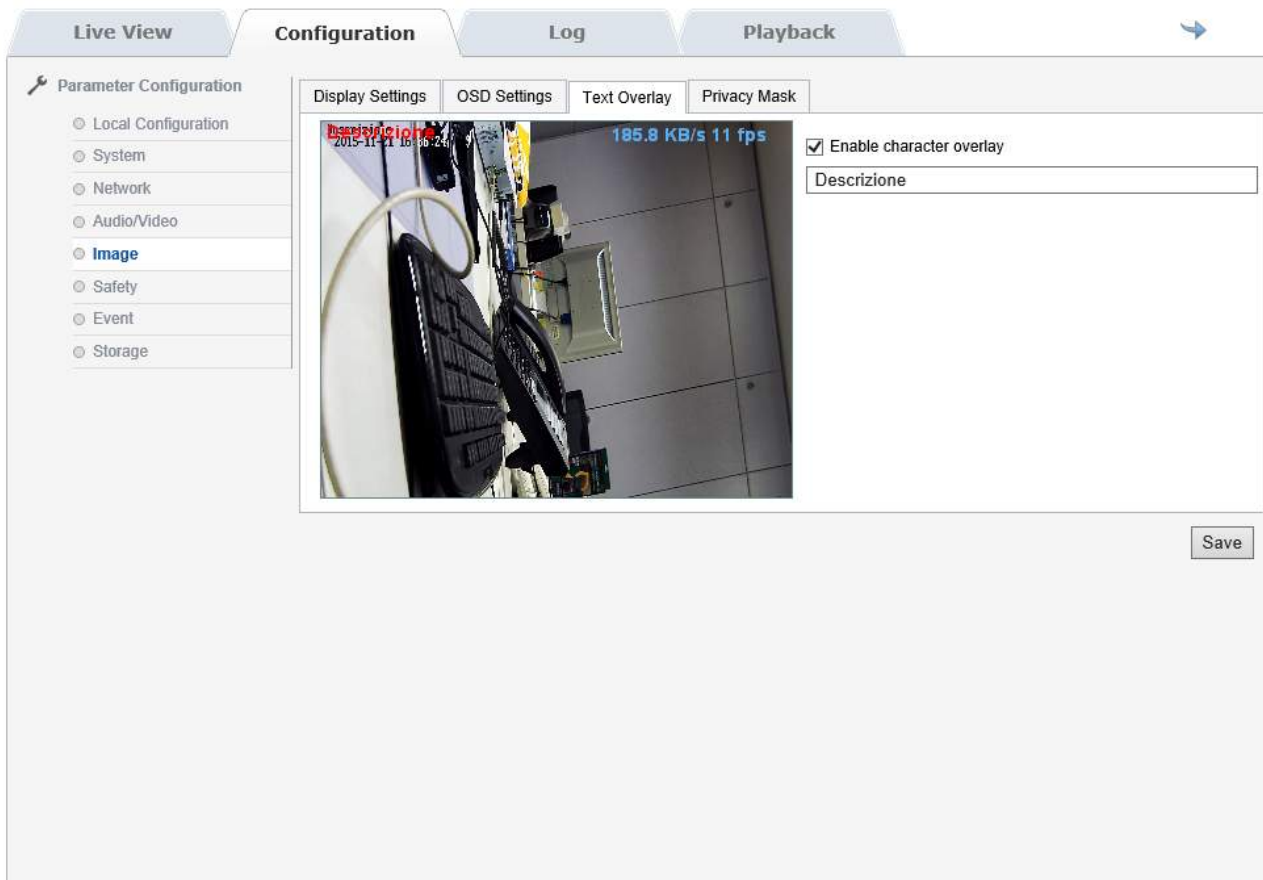 Live View
Configuration
Log
Playback
Parameter Configuration
Local Configuration
System
Network
Audio/Video
Image
Safety
Event
Storage
Display Settings
OSD Settings
Text Overlay
Privacy Mask
Descrizione
185.8 KB/s 11 fps
Enable character overlay
Descrizione
Save